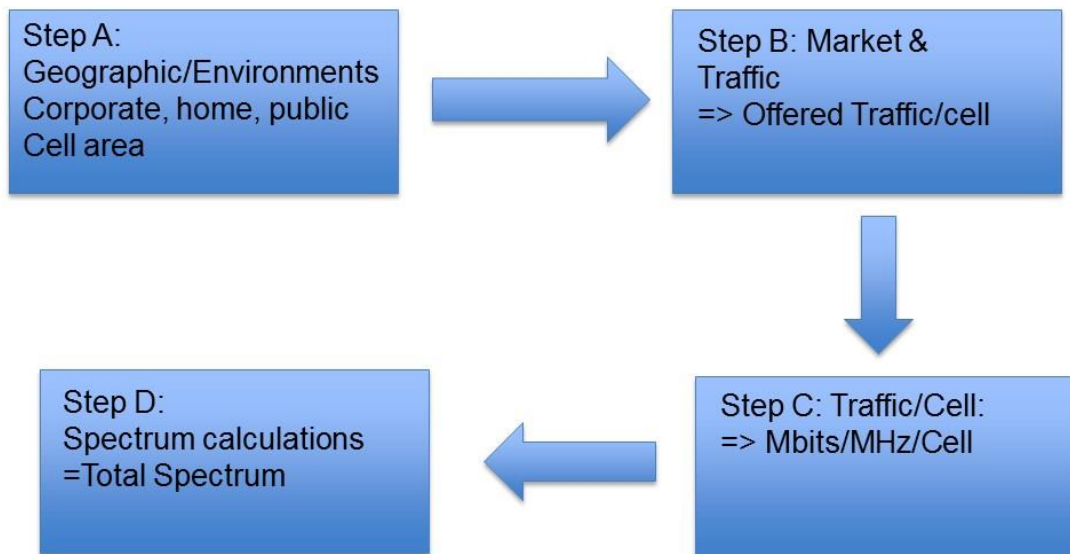 Step A:
Geographic/Environments
Corporate, home, public
Cell area
Step B: Market &
Traffic
=> Offered Traffic/cell
Step C: Traffic/Cell:
=> Mbits/MHz/Cell
Step D:
Spectrum calculations
=Total Spectrum